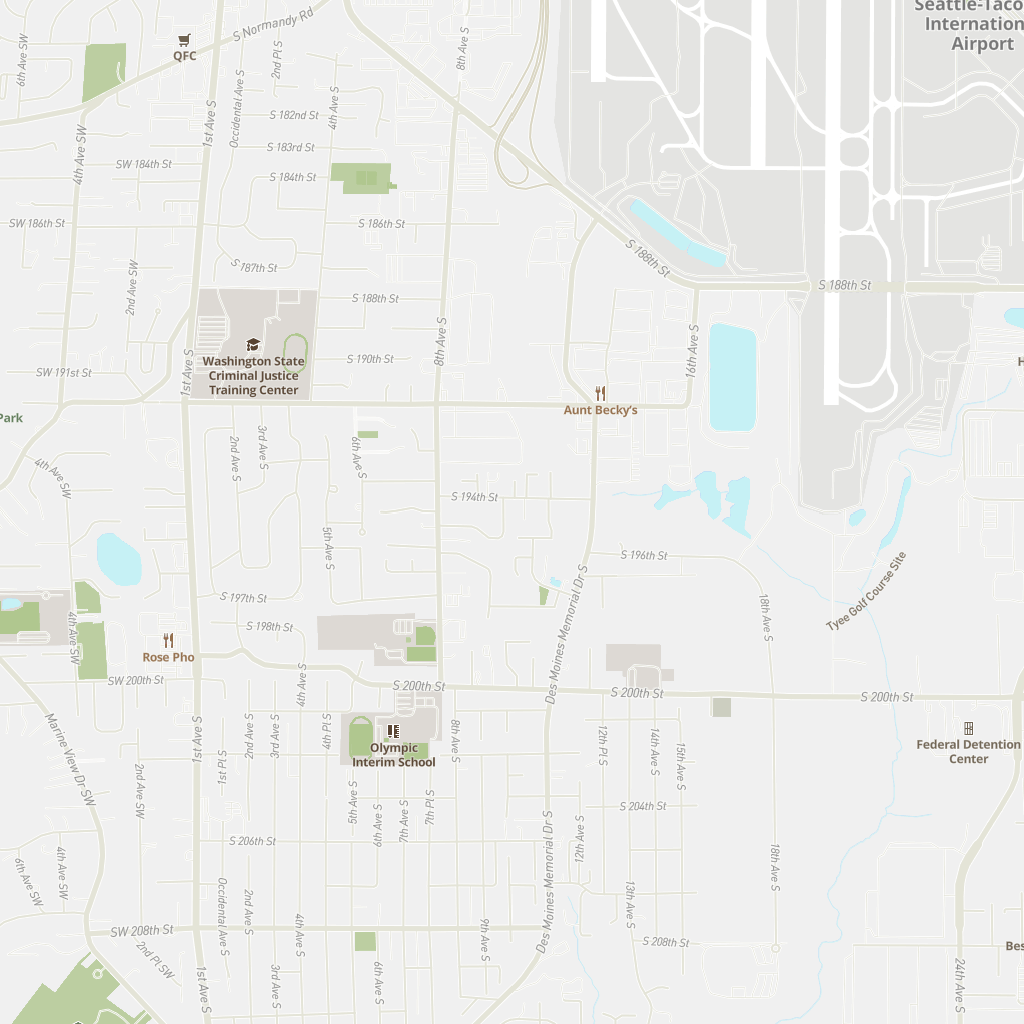 Seattle-Taco
Internation
Airport
S Normandy Rd
6th Ave SW
QFC
2nd Pl S
8th Ave S
Occidental Ave S
4th Ave S
1st Ave S
S 182nd St
4th Ave SW
S 183rd St
SW 184th St
S 184th St
SW 186th St
S 186th St
S 188th St
S 187th St
2nd Ave SW
S 188th St
S 188th St
8th Ave S
16th Ave S
1st Ave S
Washington State
Criminal Justice
Training Center
S 190th St
H
SW 191st St
Aunt Becky's
Park
2nd Ave S
3rd Ave S
6th Ave S
4th Ave SW
S 194th St
5th Ave S
S 196th St
Des Moines Memorial Dr S
Tyee Golf Course Site
S 197th St
18th Ave S
4th Ave SW
S 198th St
Rose Pho
SW 200th St
4th Ave S
S 200th St
S 200th St
S 200th St
Marine View Dr SW
1st Ave S
2nd Ave S
3rd Ave S
4th Pl S
8th Ave S
12th Pl S
14th Ave S
15th Ave S
Olympic
Interim School
Federal Detention
Center
1st Pl S
2nd Ave SW
5th Ave S
6th Ave S
7th Ave S
7th Pl S
S 204th St
12th Ave S
Des Moines Memorial Dr S
S 206th St
4th Ave SW
6th Ave SW
18th Ave S
Occidental Ave S
2nd Ave S
4th Ave S
13th Ave S
9th Ave S
SW 208th St
S 208th St
Bes
2nd Pl SW
1st Ave S
3rd Ave S
6th Ave S
24th Ave S